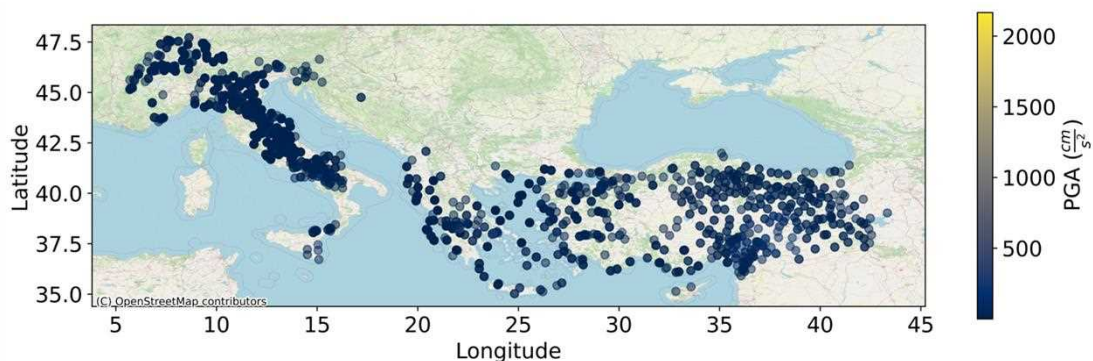 47.5
45.0
42.5
40.0
37.5
35.0
Latitude
(C) OpenStreetMap contributors
5 10 15 20 25 30 35 40 45
Longitude
2000
1500
1000
500
PGA (cm/s²)